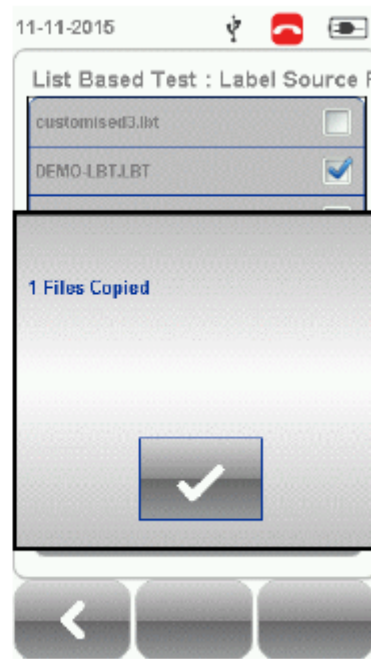 11-11-2015
List Based Test : Label Source F
customised3.lbt
DEMO-LBT.LBT
1 Files Copied